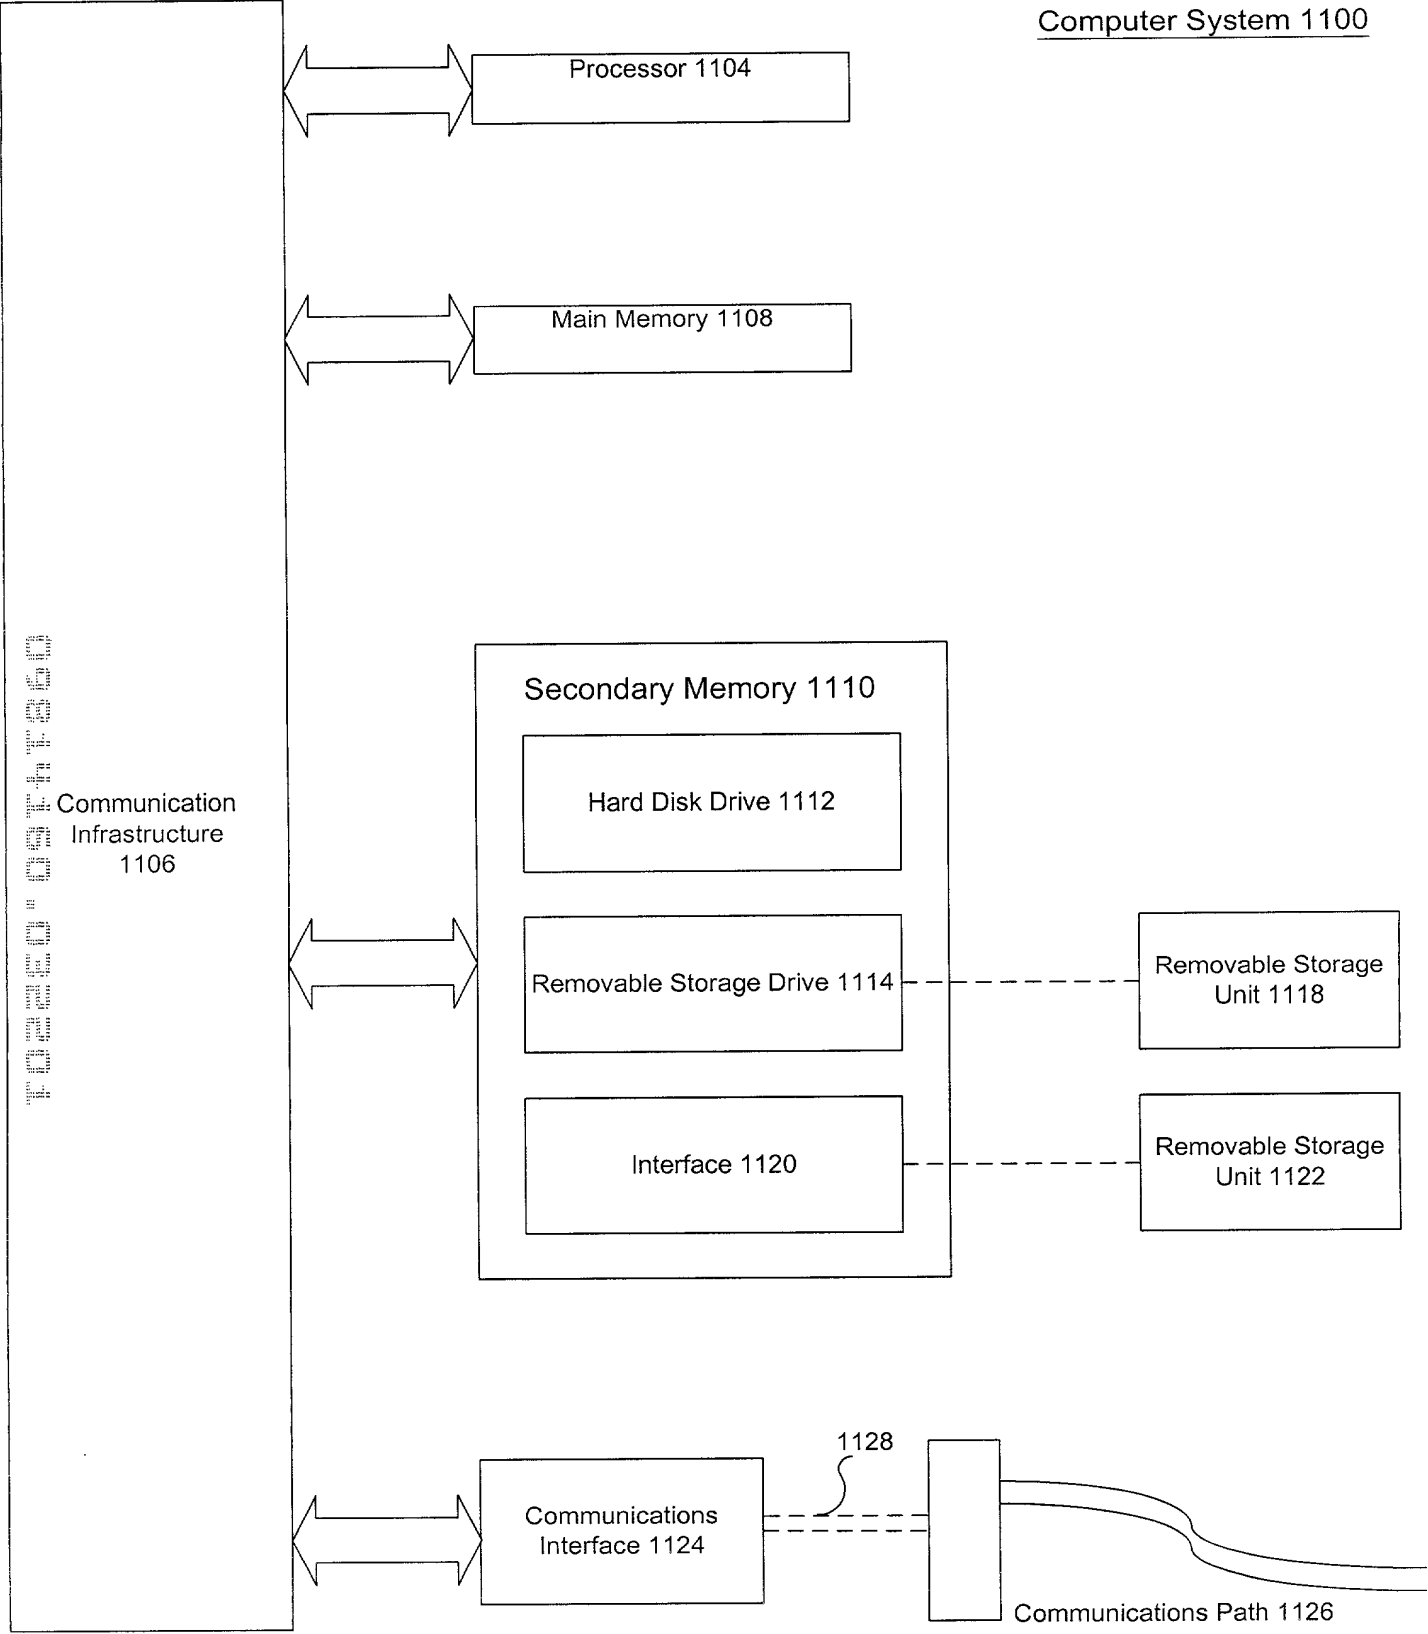 Computer System 1100
Processor 1104
Main Memory 1108
Communication
Infrastructure
1106
Secondary Memory 1110
Hard Disk Drive 1112
Removable Storage Drive 1114
Removable Storage
Unit 1118
Interface 1120
Removable Storage
Unit 1122
Communications
Interface 1124
1128
Communications Path 1126